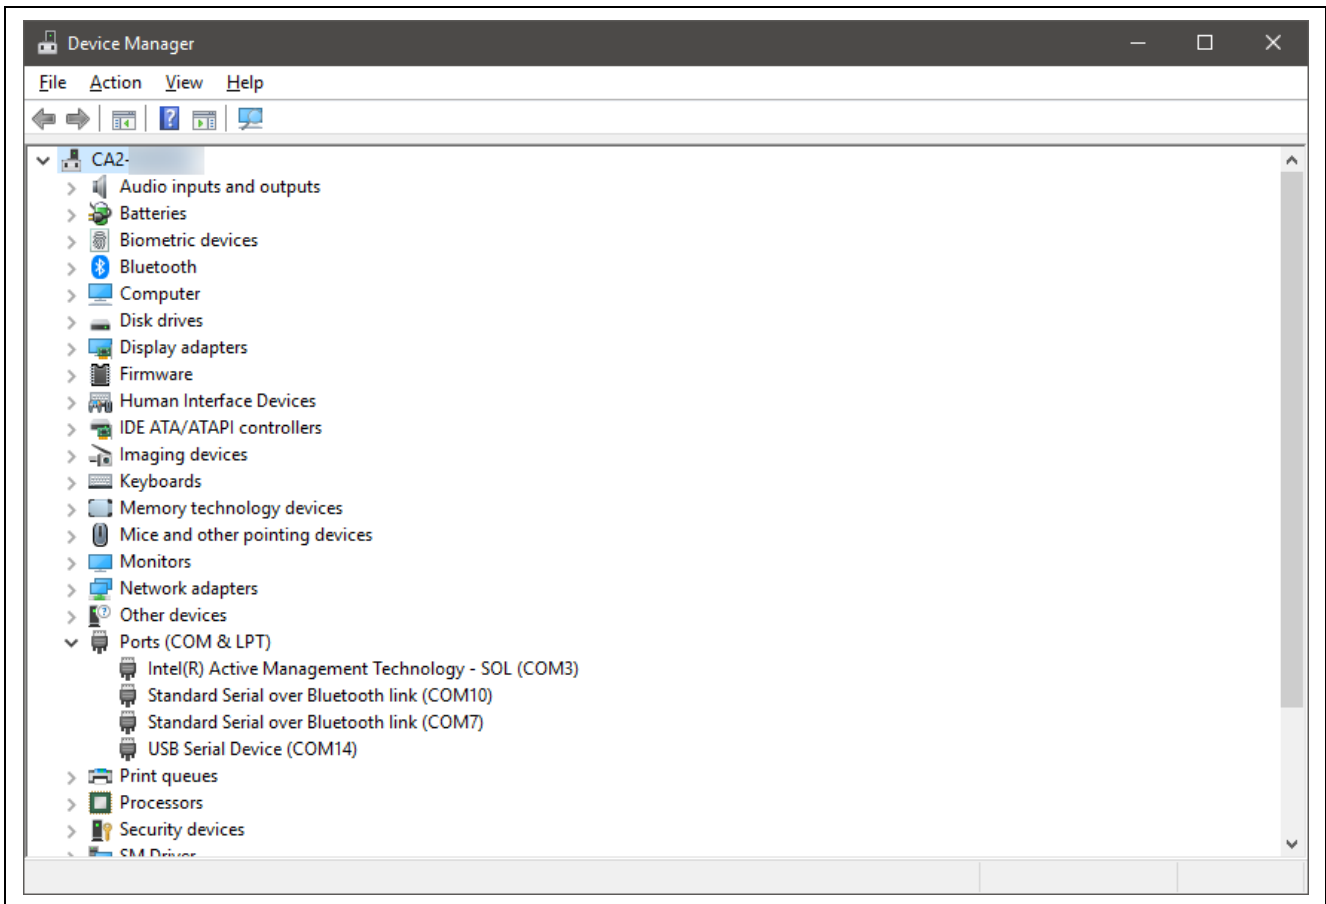 Device Manager
File Action View Help
CA2-
Audio inputs and outputs
Batteries
Biometric devices
Bluetooth
Computer
Disk drives
Display adapters
Firmware
Human Interface Devices
IDE ATA/ATAPI controllers
Imaging devices
Keyboards
Memory technology devices
Mice and other pointing devices
Monitors
Network adapters
Other devices
Ports (COM & LPT)
Intel(R) Active Management Technology - SOL (COM3)
Standard Serial over Bluetooth link (COM10)
Standard Serial over Bluetooth link (COM7)
USB Serial Device (COM14)
Print queues
Processors
Security devices
SM Driver